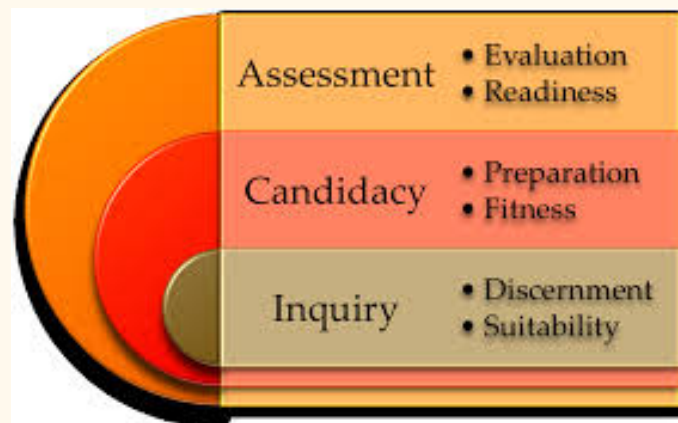 Assessment
• Evaluation
• Readiness
Candidacy
• Preparation
• Fitness
Inquiry
• Discernment
• Suitability